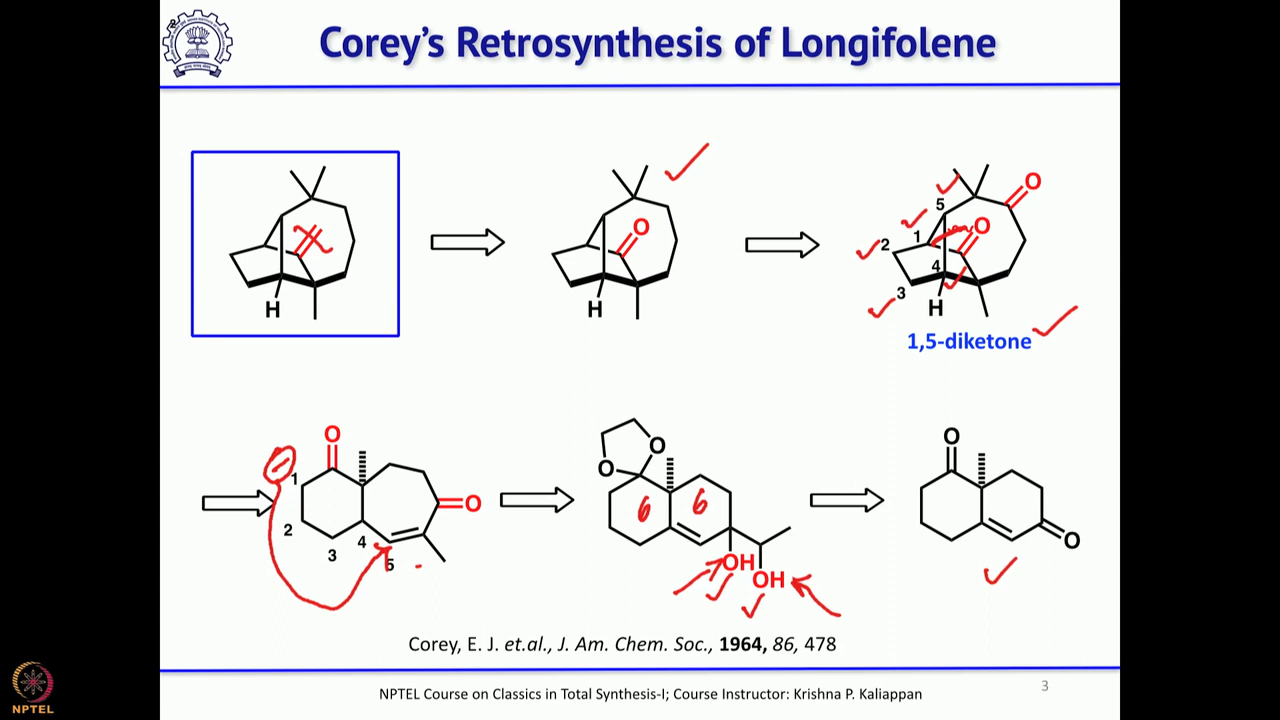 Corey's Retrosynthesis of Longifolene
H
O
H
O
O
5
1
2
4
3
H
1,5-diketone
O
1
2
3
4
5
O
O
O
6
6
OH
OH
O
O
Corey, E. J. et.al., J. Am. Chem. Soc., 1964, 86, 478
NPTEL Course on Classics in Total Synthesis-I; Course Instructor: Krishna P. Kaliappan
3
NPTEL